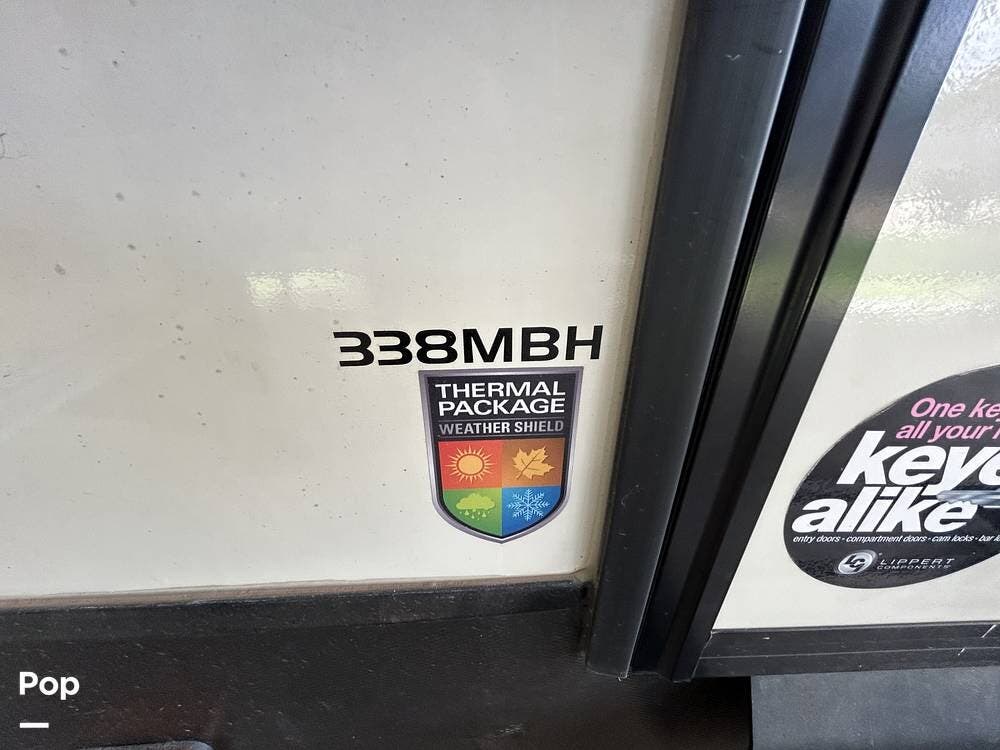 338MBH
THERMAL
PACKAGE
WEATHER SHIELD
One ke
all your
keye
alike
entry doors - compartment doors - cam locks - bar
LIPPERT
COMPONENTS
Pop